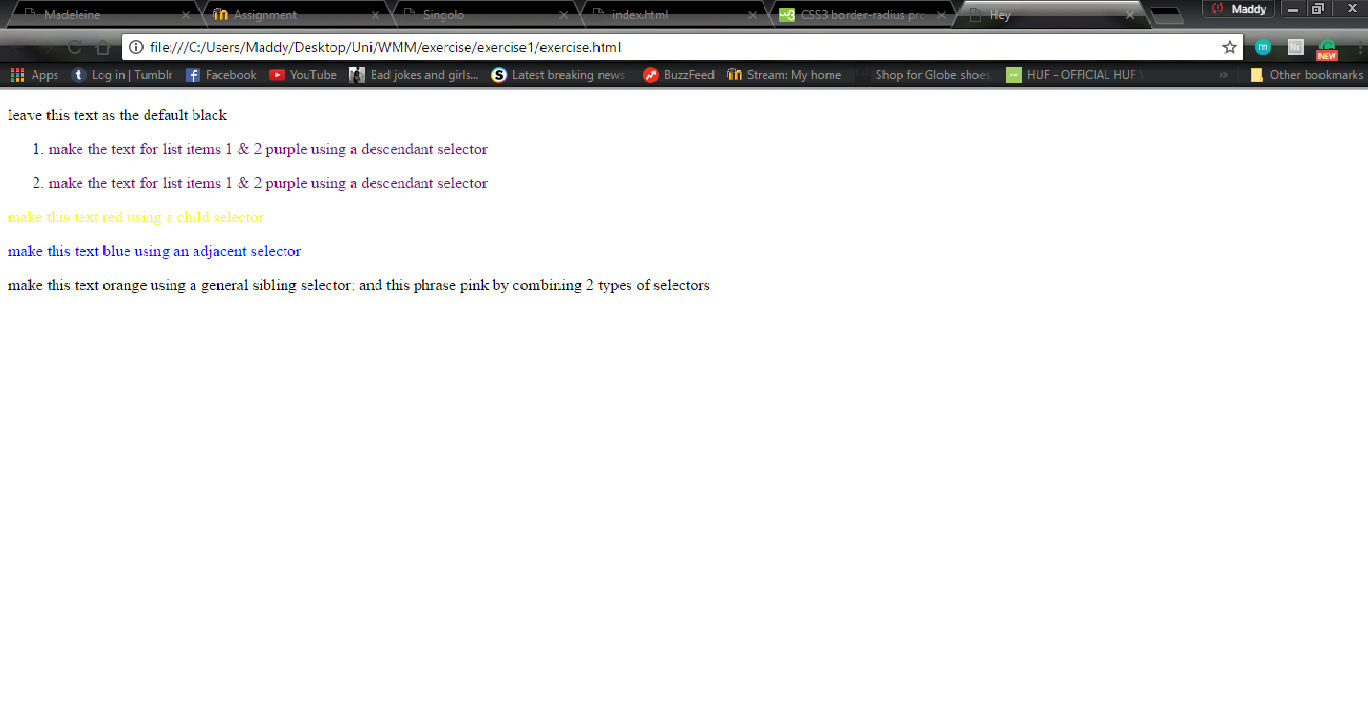 Madeleine Assignment Singolo index.html CSS3 border-radius pro Hey Maddy
file:///C:/Users/Maddy/Desktop/Uni/WMM/exercise/exercise1/exercise.html m Nx NEW
Apps Log in | Tumblr Facebook YouTube Bad jokes and girls... Latest breaking news BuzzFeed Stream: My home Shop for Globe shoes HUF - OFFICIAL HUF » Other bookmarks
leave this text as the default black
1. make the text for list items 1 & 2 purple using a descendant selector
2. make the text for list items 1 & 2 purple using a descendant selector
make this text red using a child selector
make this text blue using an adjacent selector
make this text orange using a general sibling selector; and this phrase pink by combining 2 types of selectors